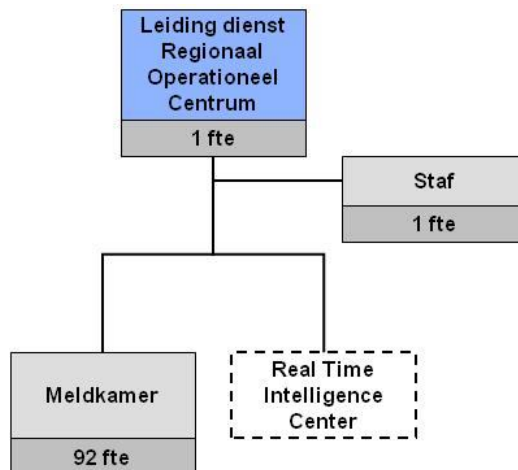 Leiding dienst
Regionaal
Operationeel
Centrum
1 fte
Staf
1 fte
Meldkamer
92 fte
Real Time
Intelligence
Center